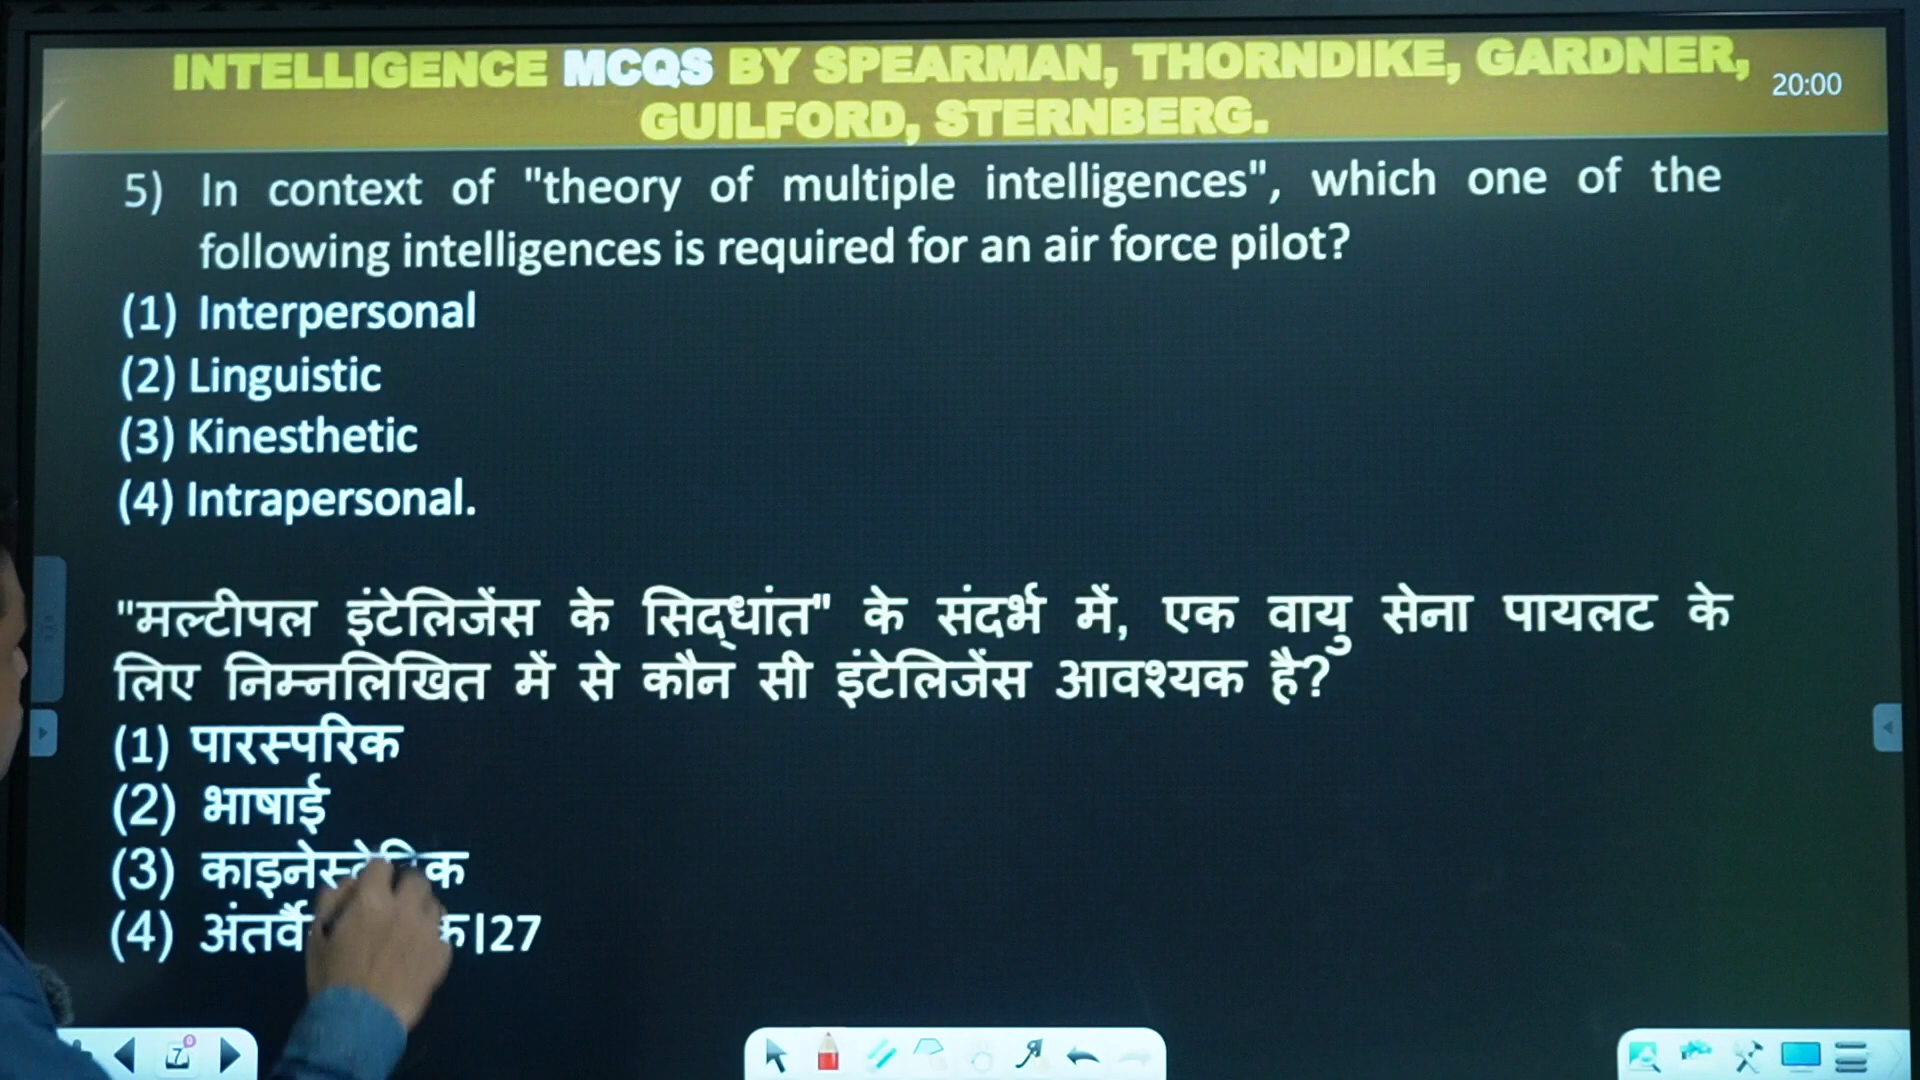 INTELLIGENCE MCQS BY SPEARMAN, THORNDIKE, GARDNER,
GUILFORD, STERNBERG.
20:00
5) In context of "theory of multiple intelligences", which one of the
following intelligences is required for an air force pilot?
(1) Interpersonal
(2) Linguistic
(3) Kinesthetic
(4) Intrapersonal.
"मल्टीपल इंटेलिजेंस के सिद्धांत" के संदर्भ में, एक वायु सेना पायलट के
लिए निम्नलिखित में से कौन सी इंटेलिजेंस आवश्यक है?
(1) पारस्परिक
(2) भाषाई
(3)
(4) 27
7